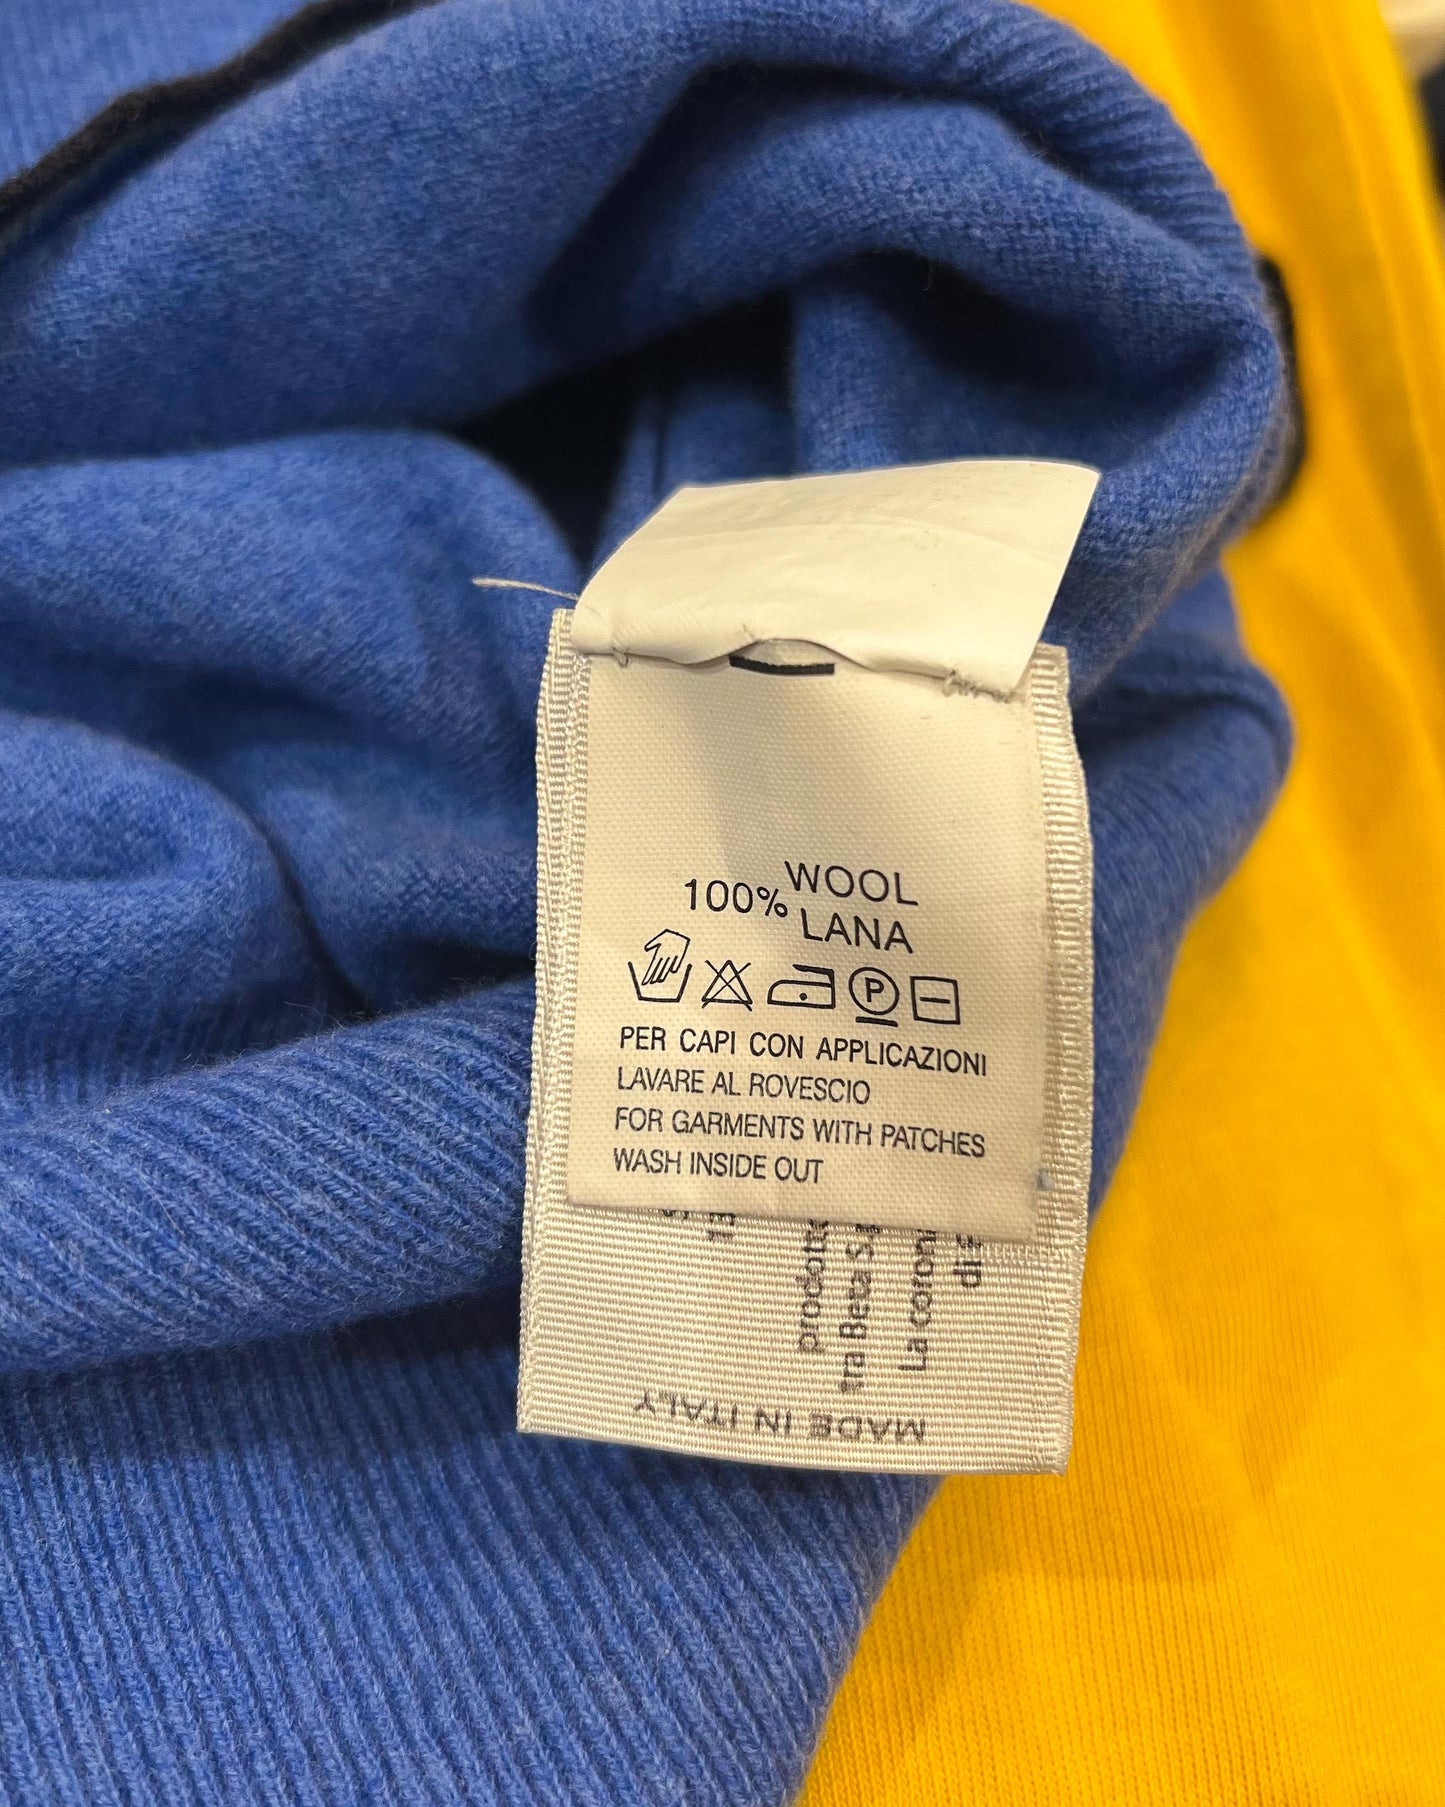 WOOL
100%
LANA
P
PER CAPI CON APPLICAZIONI
LAVARE AL ROVESCIO
FOR GARMENTS WITH PATCHES
WASH INSIDE OUT
MADE IN ITALY
La coron
Beta S.